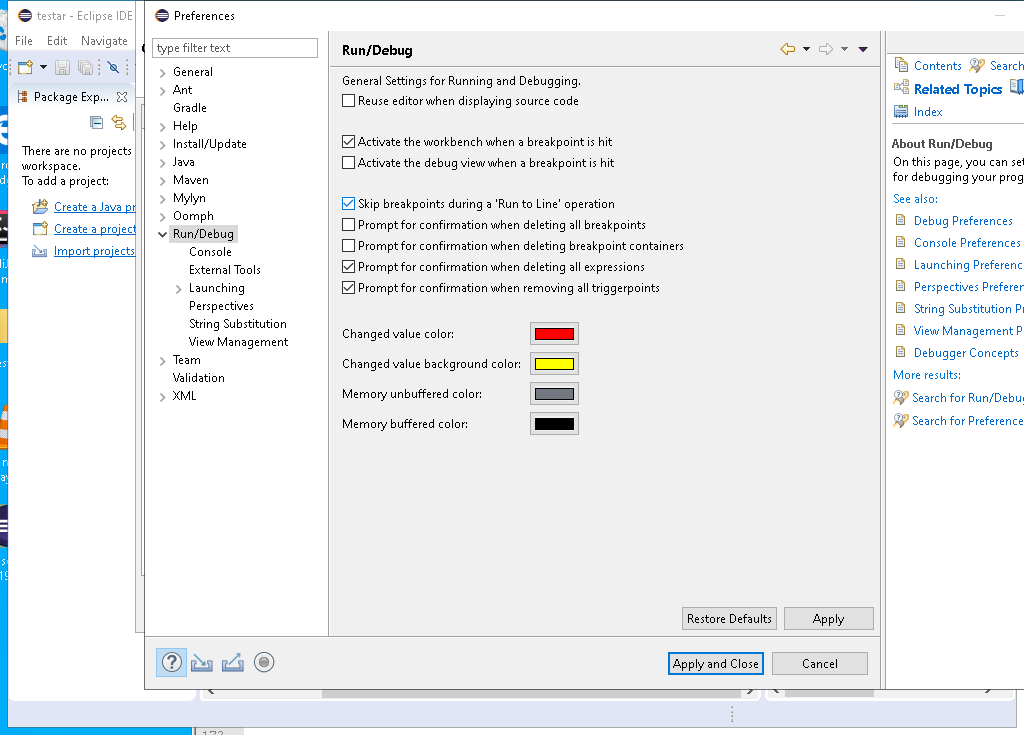 testar - Eclipse IDE
File Edit Navigate
Package Exp...
There are no projects
workspace.
To add a project:
Create a Java pr
Create a project
Import projects
Preferences
type filter text
General
Ant
Gradle
Help
Install/Update
Java
Maven
Mylyn
Oomph
Run/Debug
Console
External Tools
Launching
Perspectives
String Substitution
View Management
Team
Validation
XML
Run/Debug
General Settings for Running and Debugging.
Reuse editor when displaying source code
Activate the workbench when a breakpoint is hit
Activate the debug view when a breakpoint is hit
Skip breakpoints during a 'Run to Line' operation
Prompt for confirmation when deleting all breakpoints
Prompt for confirmation when deleting breakpoint containers
Prompt for confirmation when deleting all expressions
Prompt for confirmation when removing all triggerpoints
Changed value color:
Changed value background color:
Memory unbuffered color:
Memory buffered color:
Restore Defaults Apply
Apply and Close Cancel
Contents Search
Related Topics
Index
About Run/Debug
On this page, you can set
for debugging your prog
See also:
Debug Preferences
Console Preferences
Launching Preferenc
Perspectives Preferen
String Substitution Pr
View Management P
Debugger Concepts
More results:
Search for Run/Debug
Search for Preference